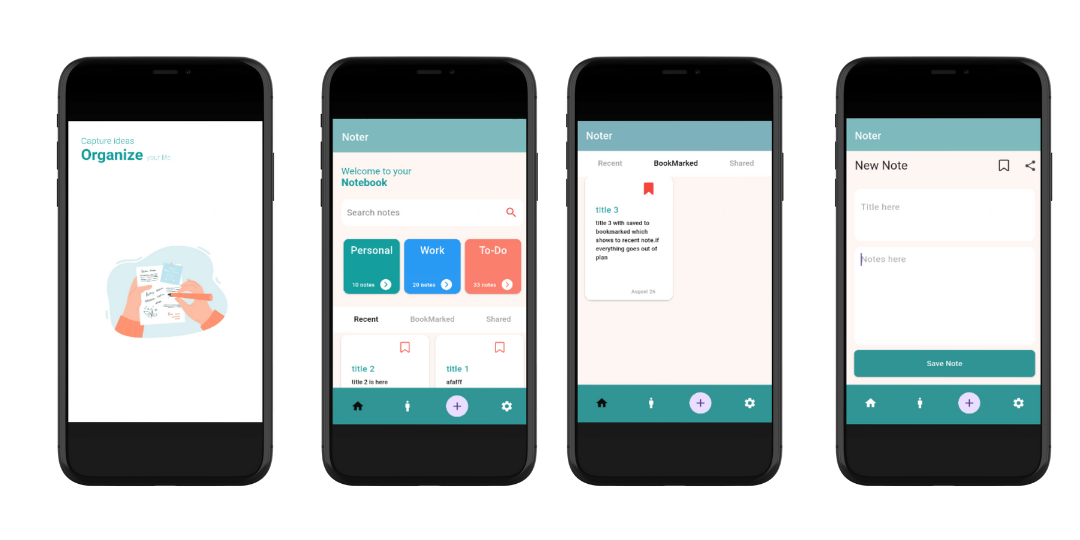 Capture ideas
Organize your life
Noter
Welcome to your
Notebook
Search notes
Personal
10 notes
Work
20 notes
To-Do
33 notes
Recent
BookMarked
Shared
title 2
title 2 is here
title 1
afafff
Noter
Recent
BookMarked
Shared
title 3
title 3 with saved to
bookmarked which
shows to recent note.if
everything goes out of
plan
August 24
Noter
New Note
Title here
Notes here
Save Note